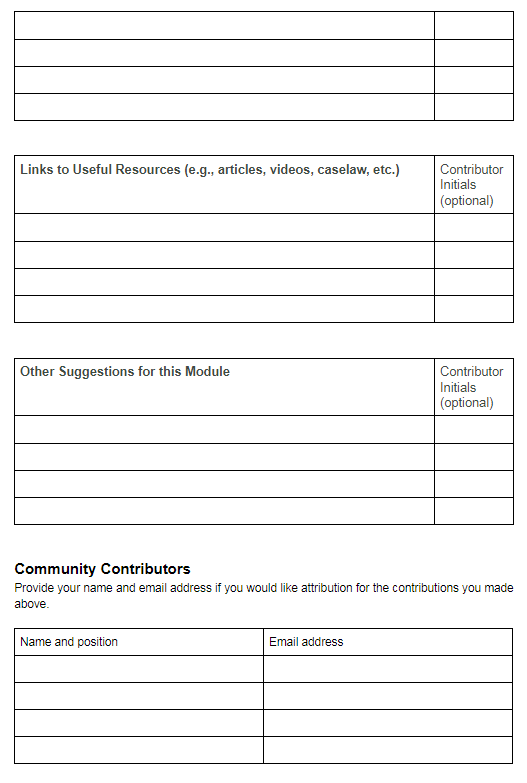 Links to Useful Resources (e.g., articles, videos, caselaw, etc.)
Contributor
Initials
(optional)
Other Suggestions for this Module
Contributor
Initials
(optional)
Community Contributors
Provide your name and email address if you would like attribution for the contributions you made
above.
Name and position
Email address